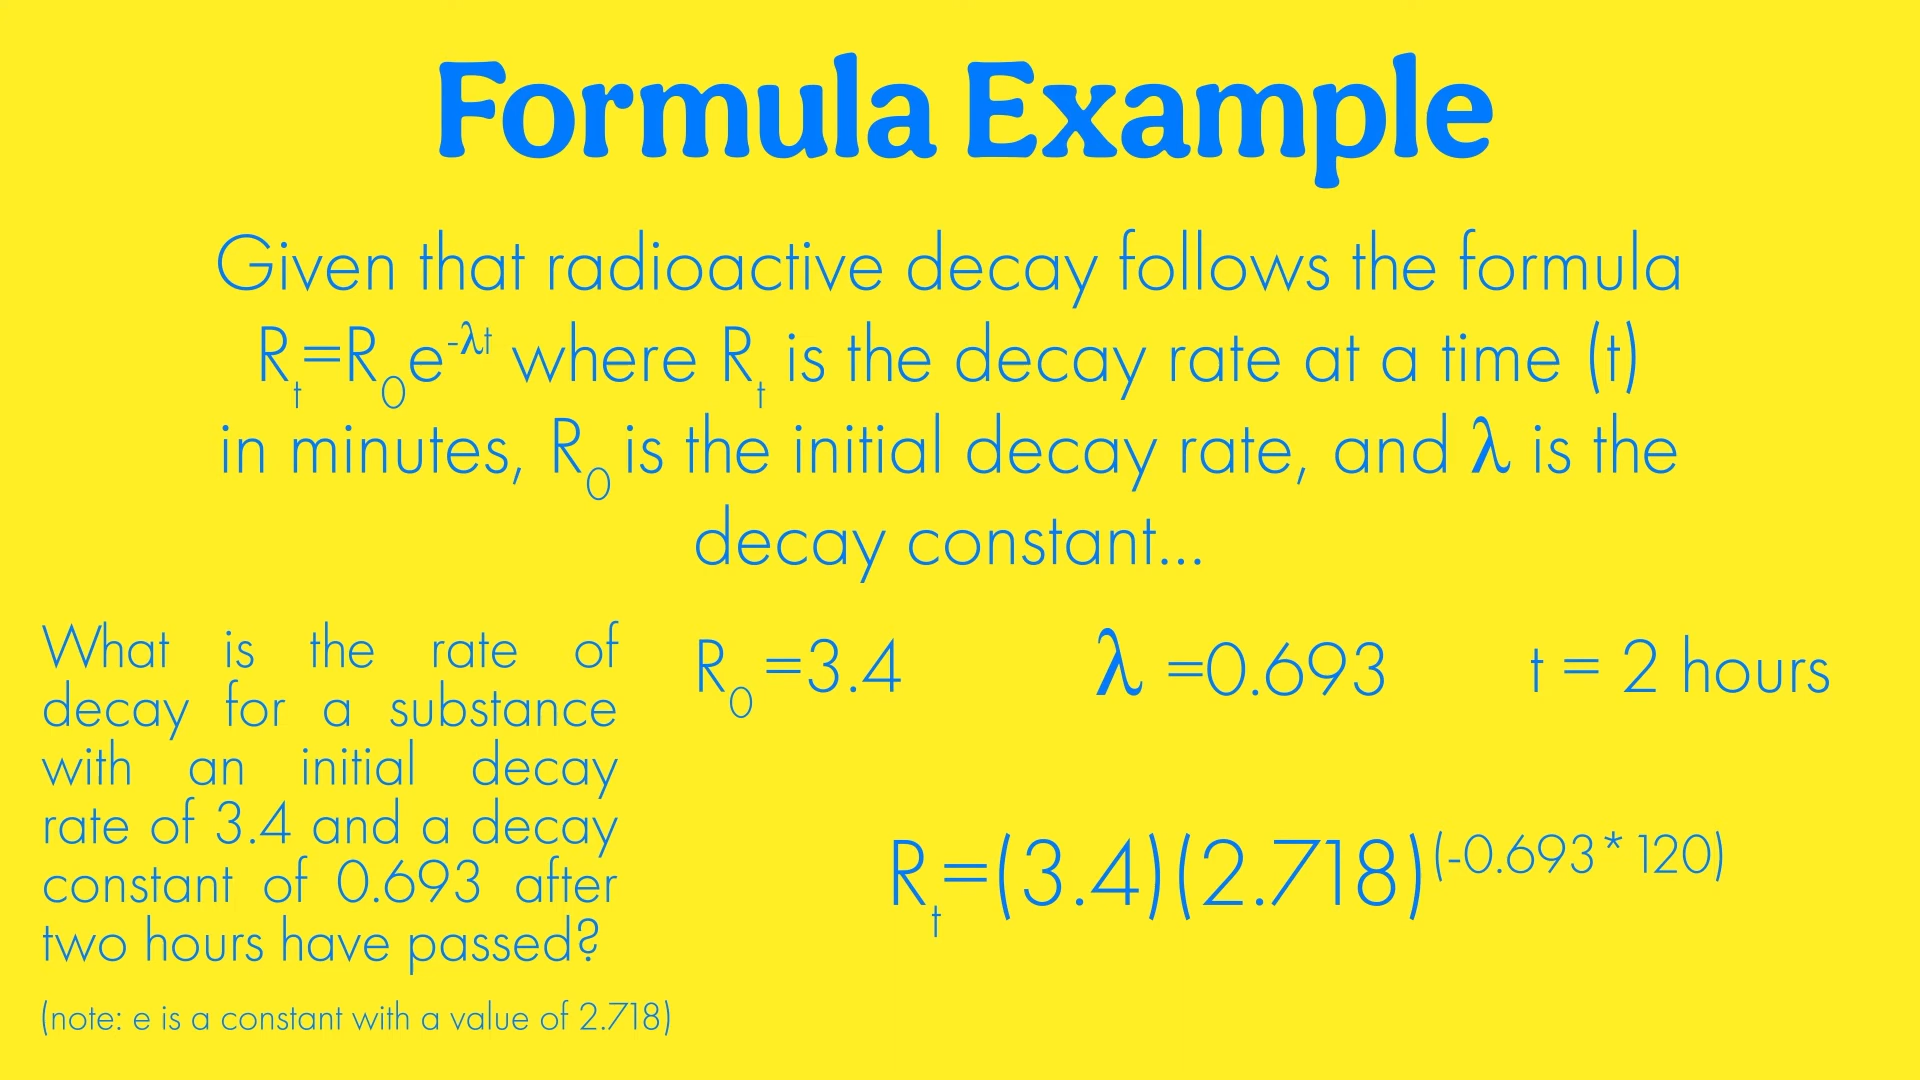 Formula Example
Given that radioactive decay follows the formula
Rₜ=R₀e^-λt where Rₜ is the decay rate at a time (t)
in minutes, R₀ is the initial decay rate, and λ is the
decay constant...
What is the rate of
decay for a substance
with an initial decay
rate of 3.4 and a decay
constant of 0.693 after
two hours have passed?
(note: e is a constant with a value of 2.718)
R₀ =3.4 λ =0.693 t = 2 hours
Rₜ=(3.4)(2.718)^(-0.693*120)